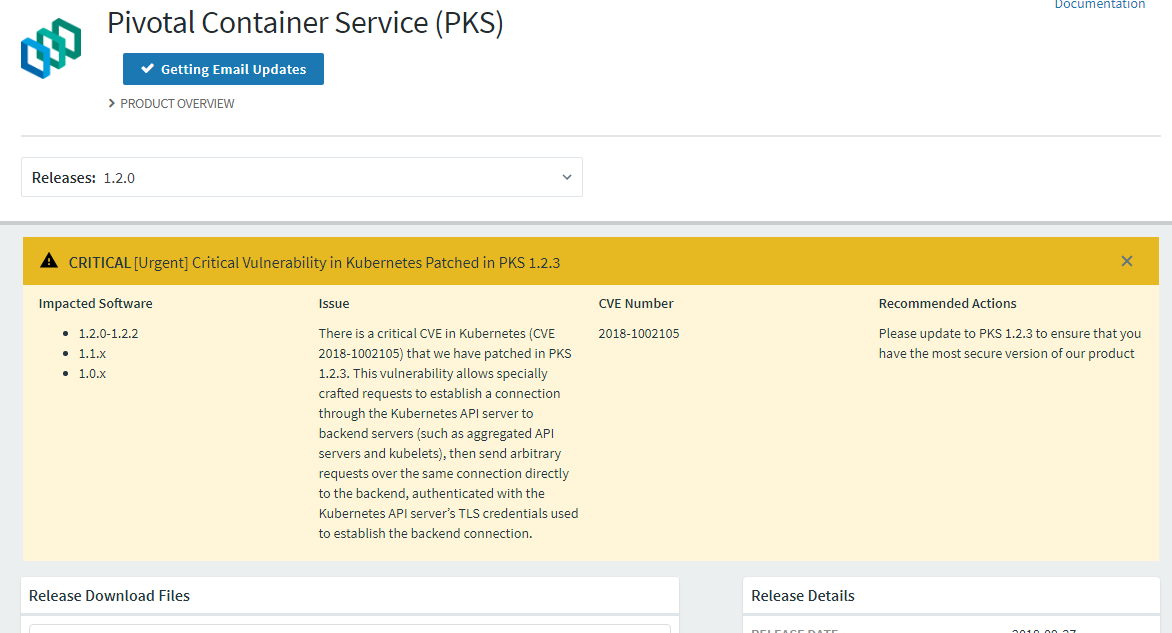 Documentation
Pivotal Container Service (PKS)
Getting Email Updates
PRODUCT OVERVIEW
Releases: 1.2.0
CRITICAL [Urgent] Critical Vulnerability in Kubernetes Patched in PKS 1.2.3
Impacted Software
1.2.0-1.2.2
1.1.x
1.0.x
Issue
There is a critical CVE in Kubernetes (CVE
2018-1002105) that we have patched in PKS
1.2.3. This vulnerability allows specially
crafted requests to establish a connection
through the Kubernetes API server to
backend servers (such as aggregated API
servers and kubelets), then send arbitrary
requests over the same connection directly
to the backend, authenticated with the
Kubernetes API server’s TLS credentials used
to establish the backend connection.
CVE Number
2018-1002105
Recommended Actions
Please update to PKS 1.2.3 to ensure that you
have the most secure version of our product
Release Download Files
Release Details
RELEASE DATE 2018-09-27